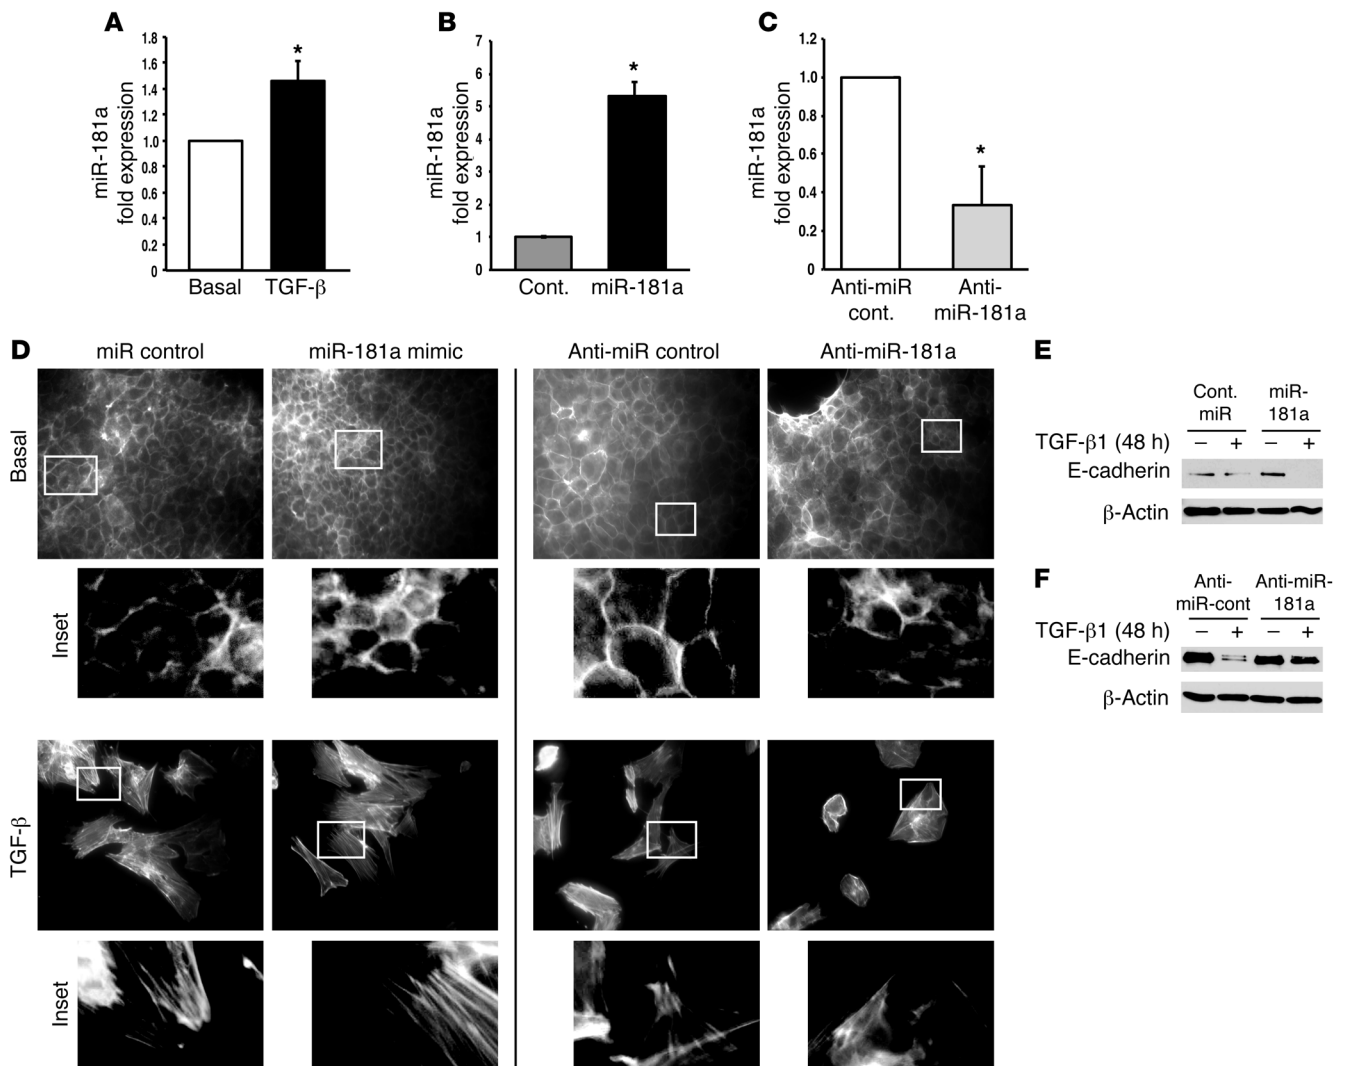 A
1.8
1.6
1.4
1.2
1.0
0.8
0.6
0.4
0.2
0
miR-181a
fold expression
*
Basal TGF-β
B
7
6
5
4
3
2
1
0
miR-181a
fold expression
*
Cont. miR-181a
C
1.2
1.0
0.8
0.6
0.4
0.2
0
miR-181a
fold expression
*
Anti-miR
cont.
Anti-
miR-181a
D
miR control miR-181a mimic Anti-miR control Anti-miR-181a
Basal
Inset
TGF-β
Inset
E
Cont.
miR
miR-
181a
TGF-β1 (48 h) − + − +
E-cadherin
β-Actin
F
Anti-
miR-cont
Anti-miR-
181a
TGF-β1 (48 h) − + − +
E-cadherin
β-Actin